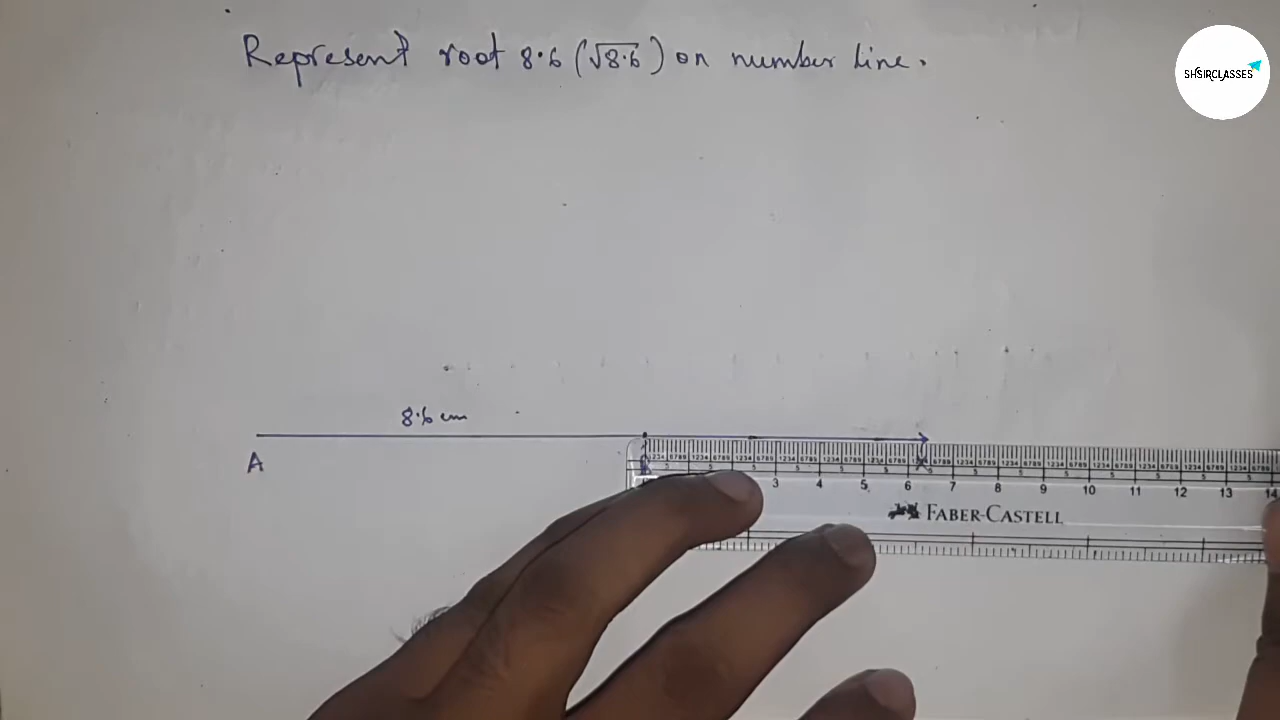 Represent root 8.6 (√8.6) on number line.
SHSIRCLASSES
8.6 cm
A
X
3 4 5 6 7 8 9 10 11 12 13 14
FABER-CASTELL